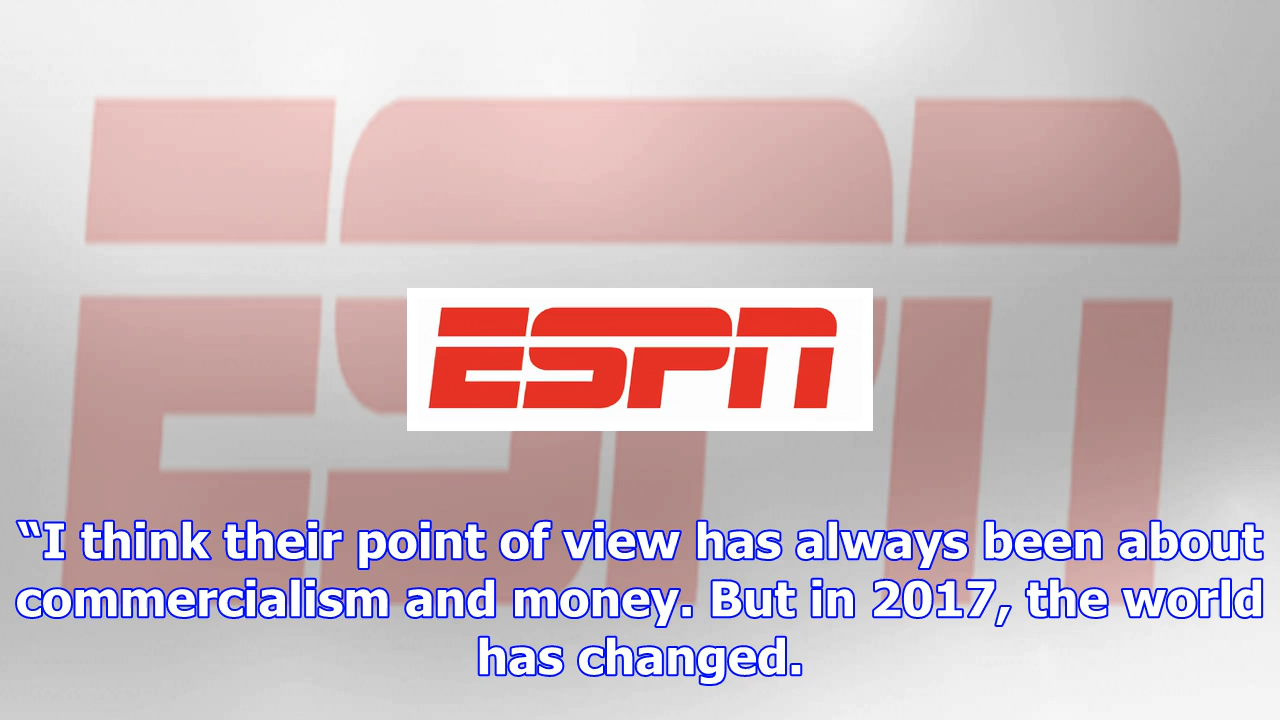 ESPN
ESPN
“I think their point of view has always been about
commercialism and money. But in 2017, the world
has changed.